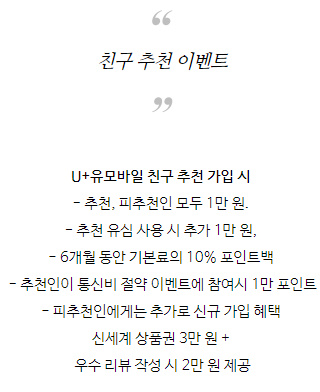 “
친구 추천 이벤트
”
U+유모바일 친구 추천 가입 시
- 추천, 피추천인 모두 1만 원.
- 추천 유심 사용 시 추가 1만 원,
- 6개월 동안 기본료의 10% 포인트백
- 추천인이 통신비 절약 이벤트에 참여시 1만 포인트
- 피추천인에게는 추가로 신규 가입 혜택
신세계 상품권 3만 원 +
우수 리뷰 작성 시 2만 원 제공